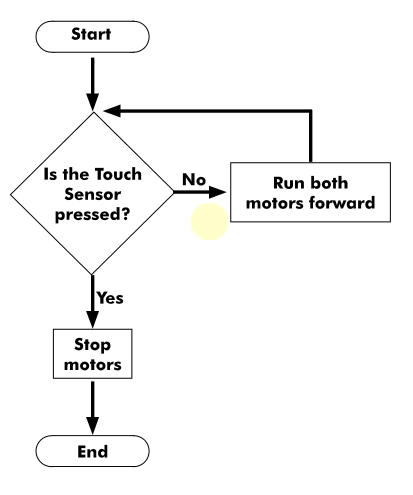 Start
Is the Touch
Sensor
pressed?
No
Run both
motors forward
Yes
Stop
motors
End